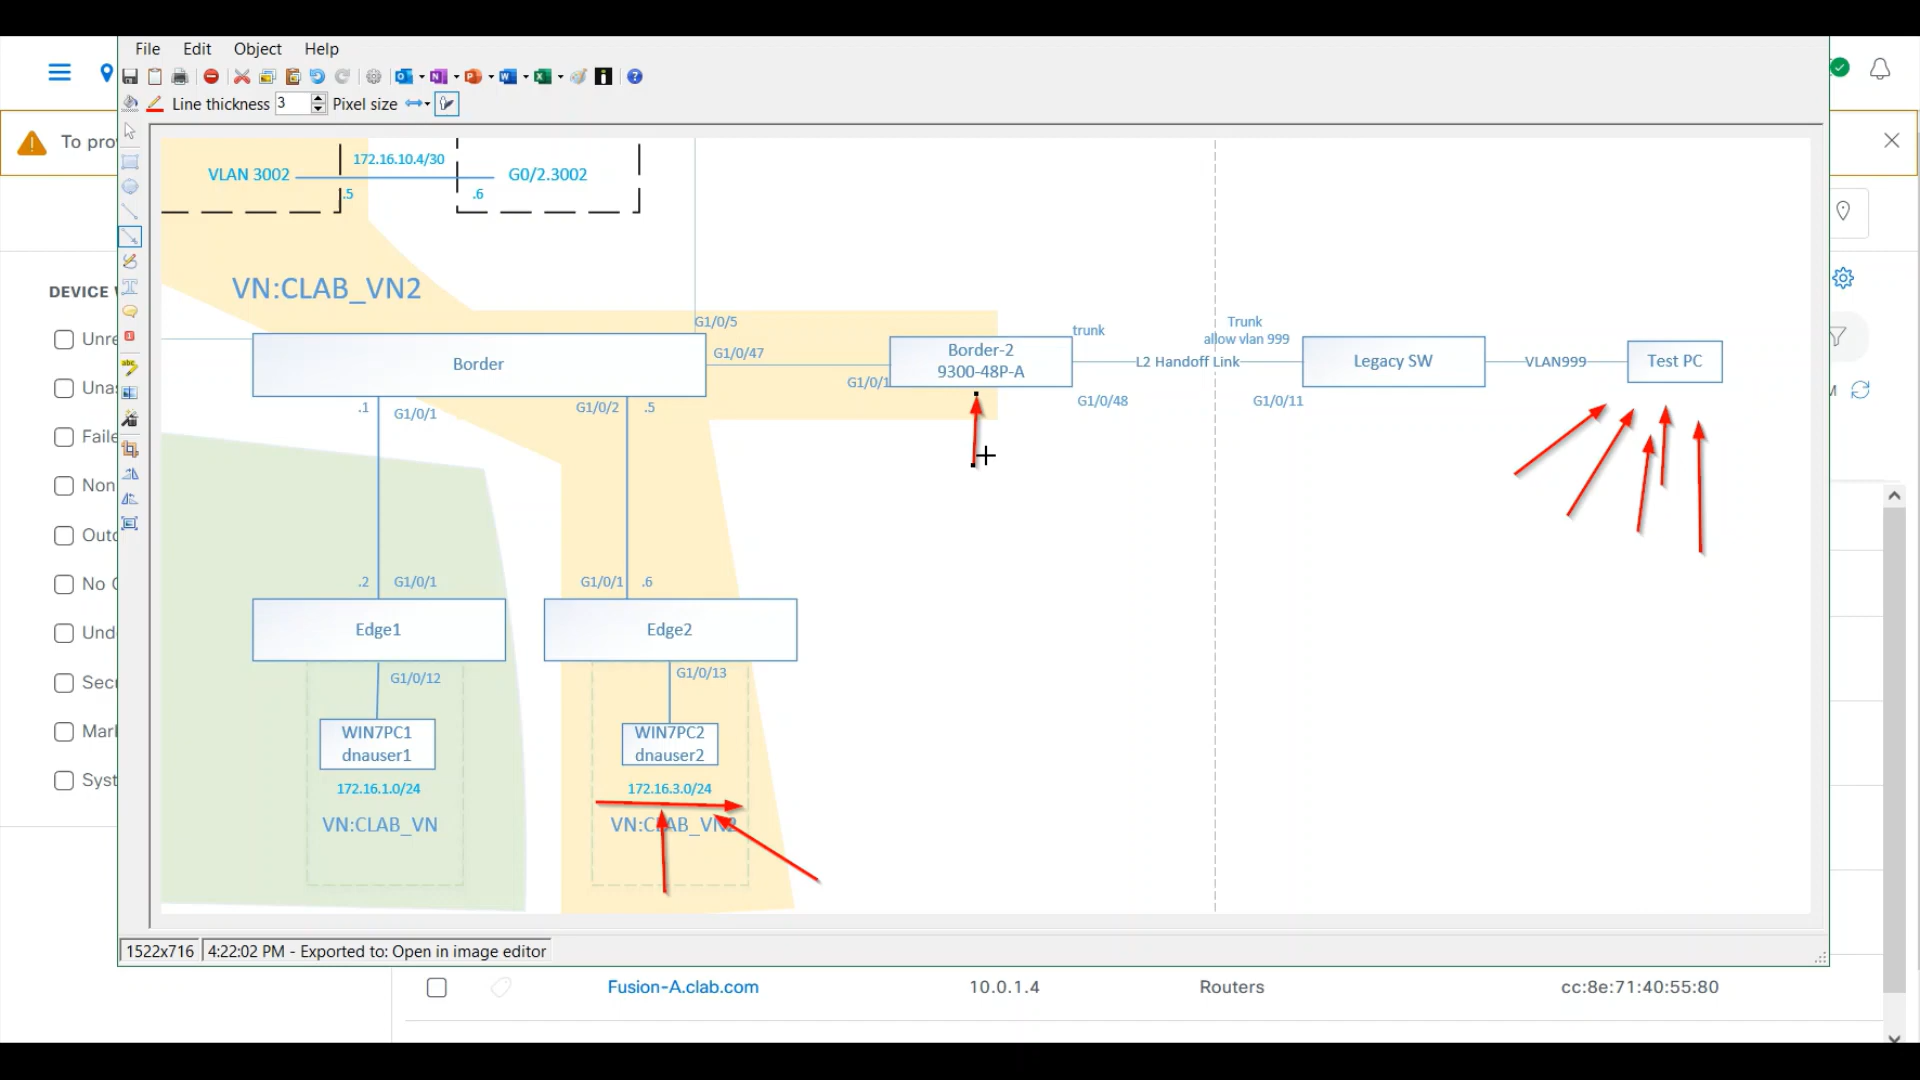 File Edit Object Help
Line thickness 3 Pixel size
To pro
DEVICE
Unre
Una
Faile
Non
Outd
No
Und
Secu
Marl
Syst
M
VLAN 3002
172.16.10.4/30
G0/2.3002
.5
.6
VN:CLAB_VN2
G1/0/5
Border
G1/0/47
G1/0/1
Border-2
9300-48P-A
trunk
L2 Handoff Link
G1/0/48
Trunk
allow vlan 999
G1/0/11
Legacy SW
VLAN999
Test PC
.1
G1/0/1
G1/0/2
.5
.2
G1/0/1
G1/0/1
.6
Edge1
Edge2
G1/0/12
G1/0/13
WIN7PC1
dnauser1
WIN7PC2
dnauser2
172.16.1.0/24
172.16.3.0/24
VN:CLAB_VN
VN:CLAB_VN2
1522x716
4:22:02 PM - Exported to: Open in image editor
Fusion-A.clab.com 10.0.1.4 Routers cc:8e:71:40:55:80